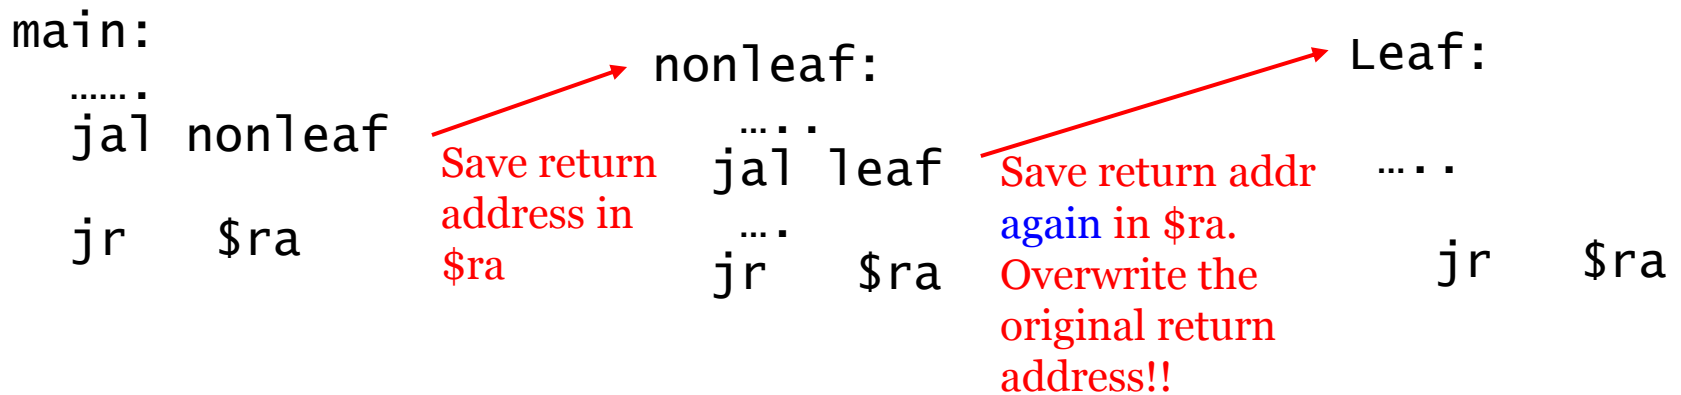 main:
…….
jal nonleaf
jr $ra
Save return
address in
$ra
nonleaf:
…..
jal leaf
….
jr $ra
Save return addr
again in $ra.
Overwrite the
original return
address!!
Leaf:
…..
jr $ra